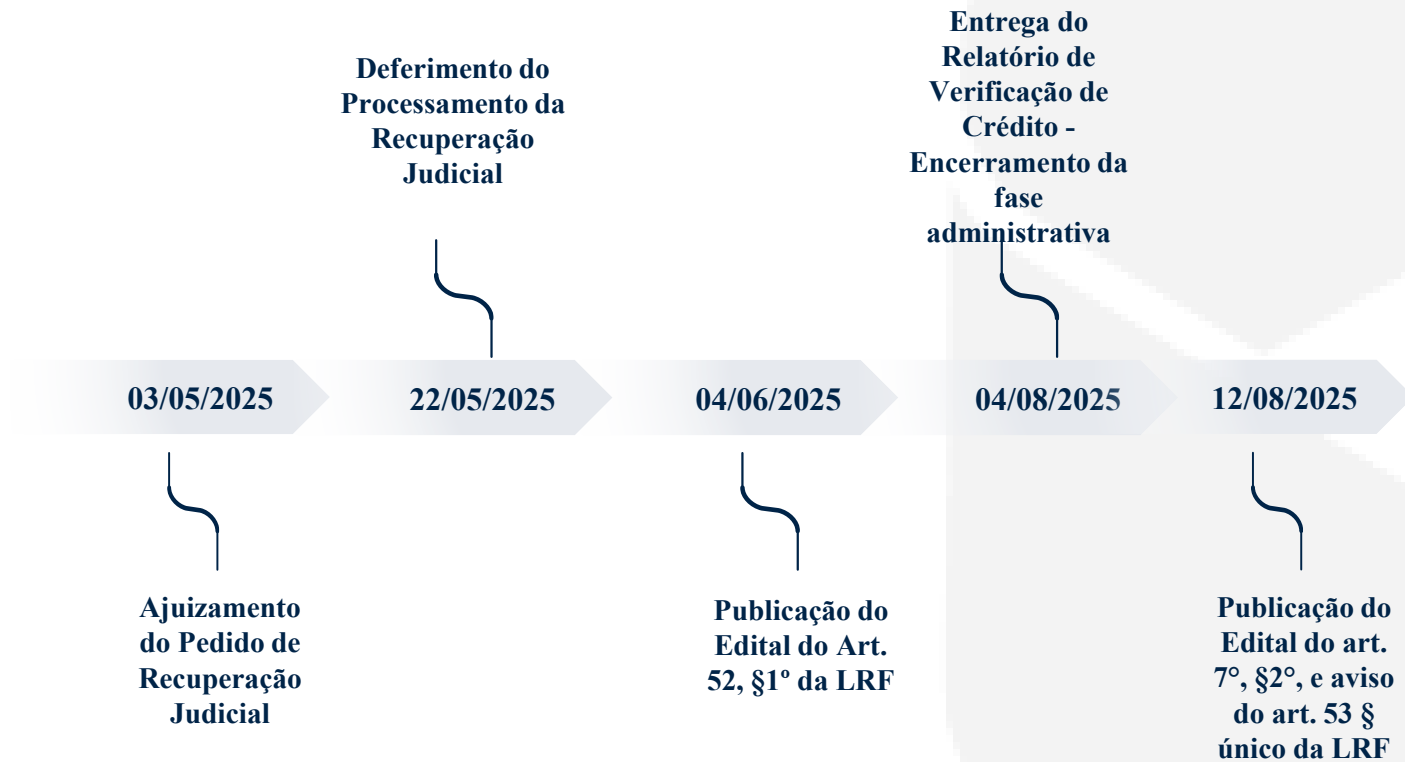 Deferimento do
Processamento da
Recuperação
Judicial
Entrega do
Relatório de
Verificação de
Crédito -
Encerramento da
fase
administrativa
03/05/2025
22/05/2025
04/06/2025
04/08/2025
12/08/2025
Ajuizamento
do Pedido de
Recuperação
Judicial
Publicação do
Edital do Art.
52, §1º da LRF
Publicação do
Edital do art.
7°, §2°, e aviso
do art. 53 §
único da LRF